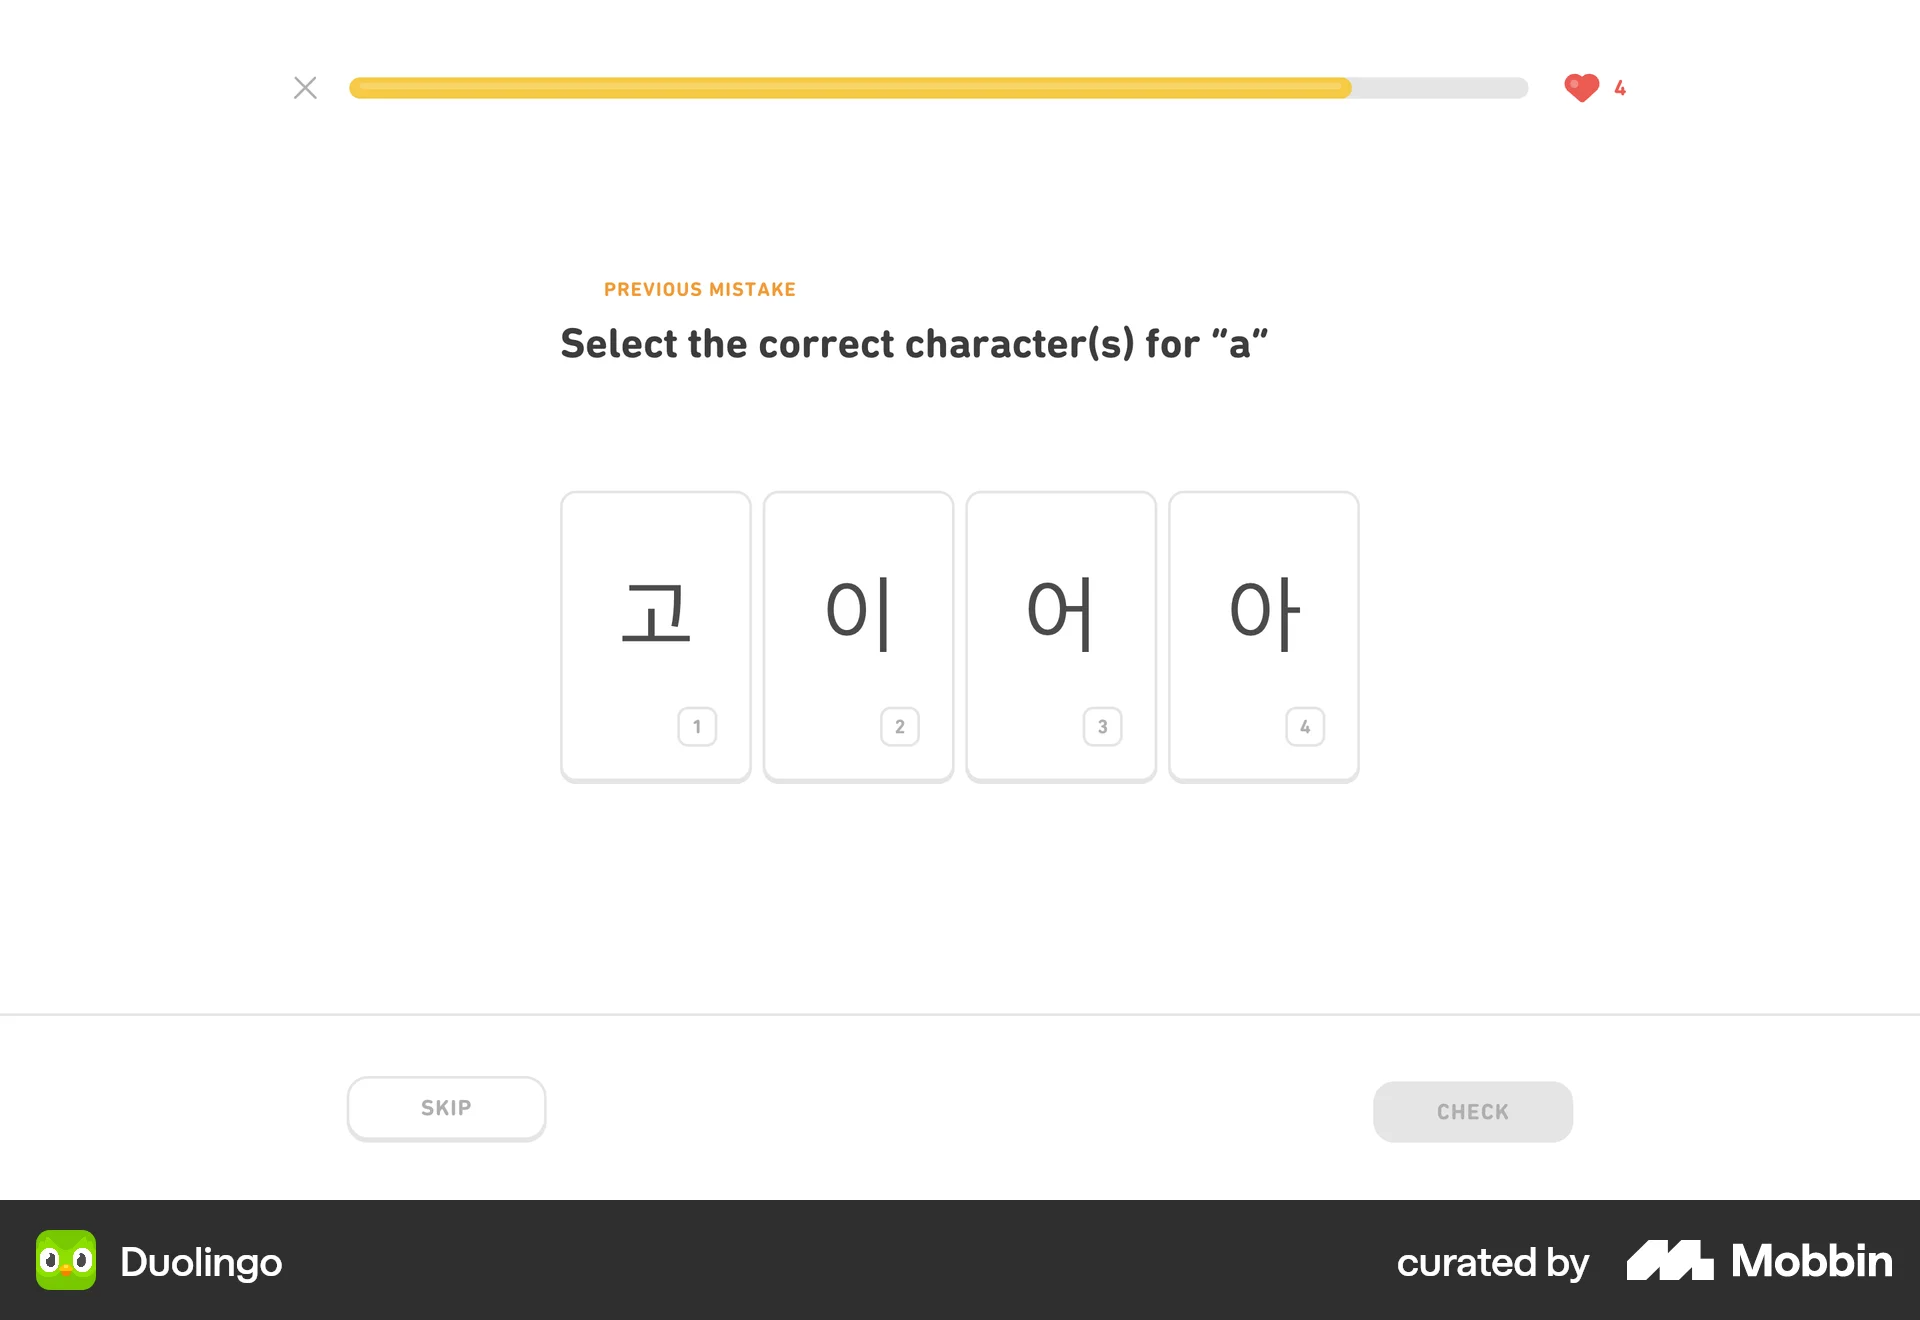 4
PREVIOUS MISTAKE
Select the correct character(s) for “a”
고 이 어 아
1 2 3 4
SKIP CHECK
Duolingo curated by Mobbin